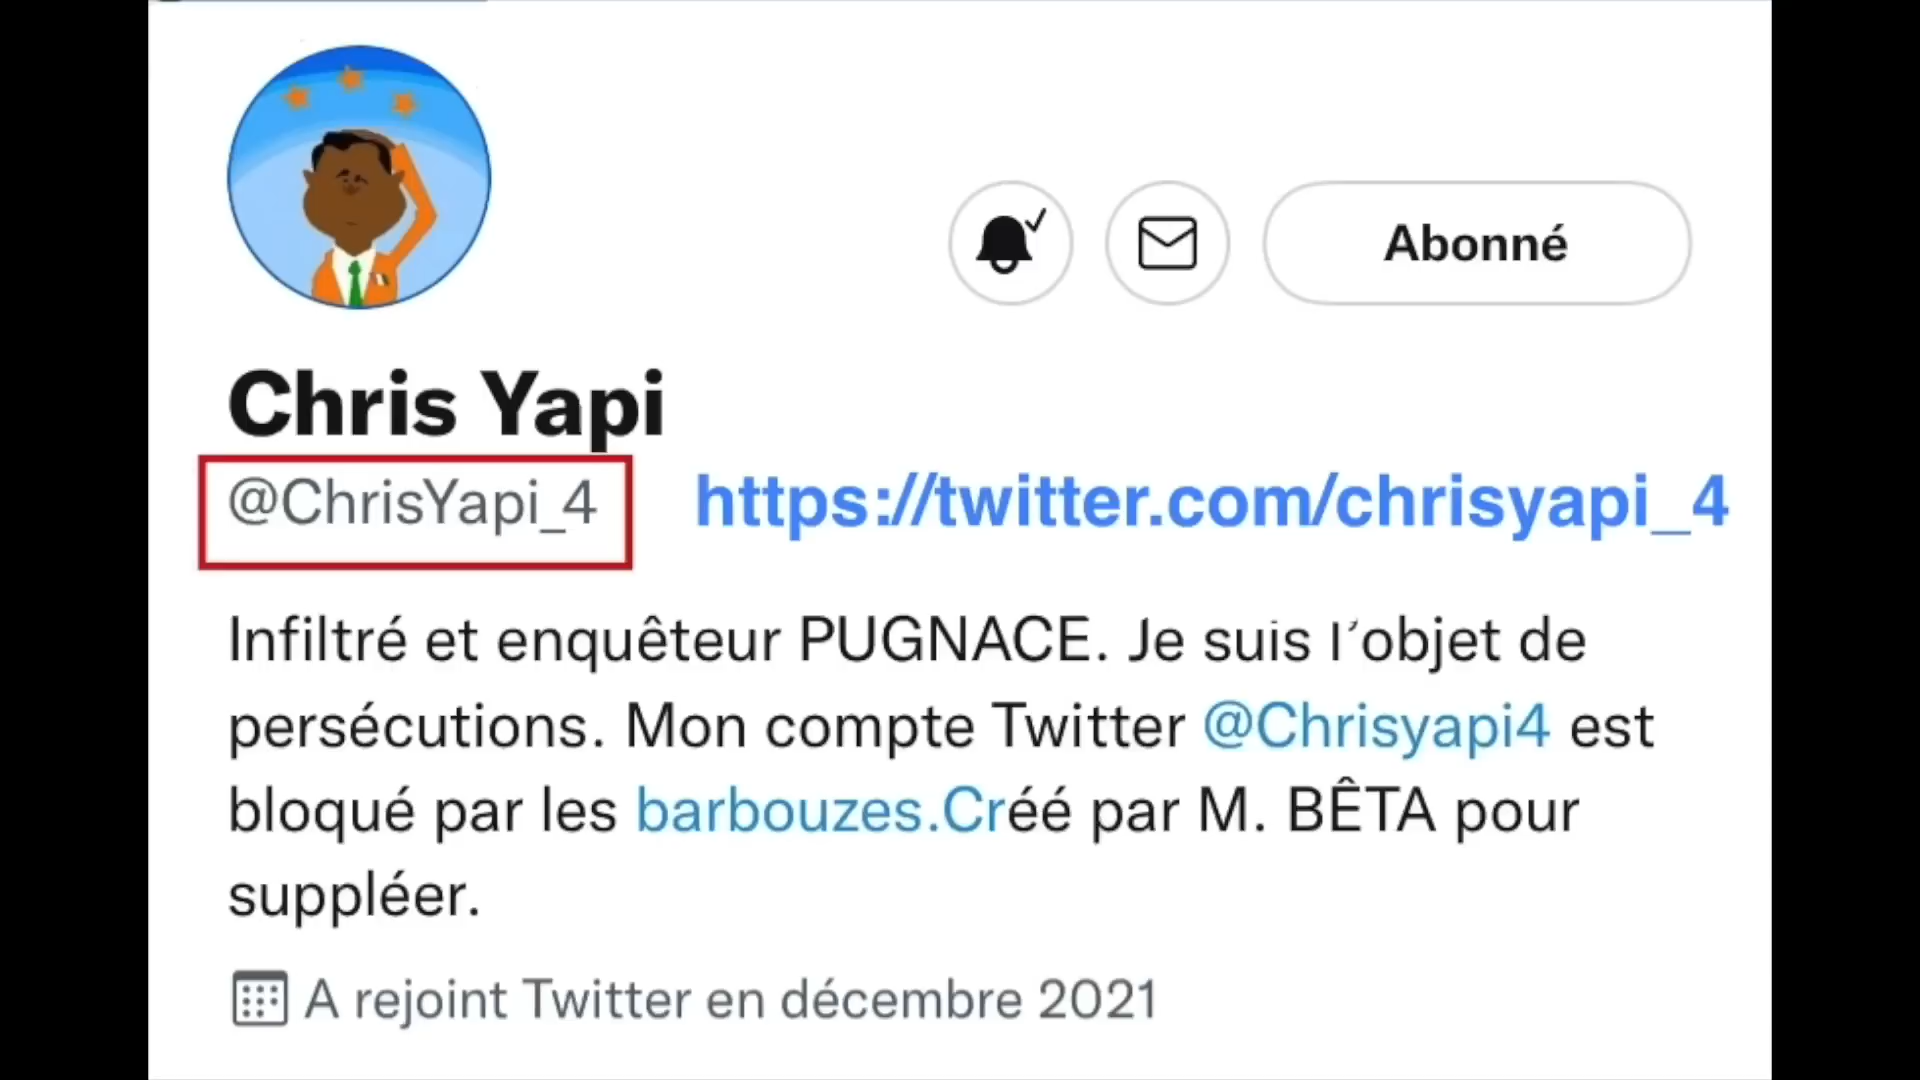 Abonné
Chris Yapi
@ChrisYapi_4 https://twitter.com/chrisyapi_4
Infiltré et enquêteur PUGNACE. Je suis l'objet de
persécutions. Mon compte Twitter @Chrisyapi4 est
bloqué par les barbouzes.Créé par M. BÊTA pour
suppléer.
A rejoint Twitter en décembre 2021